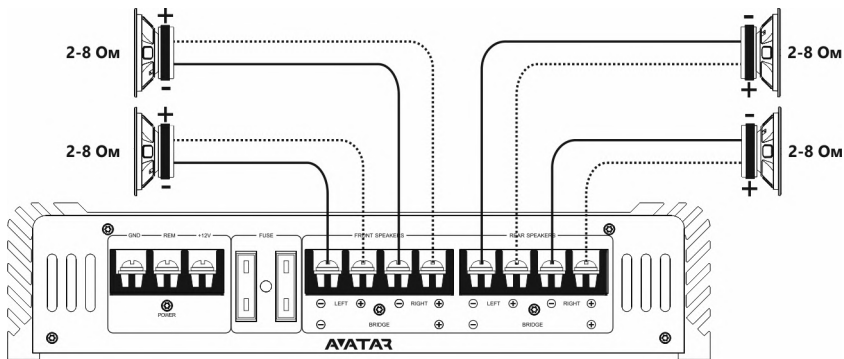 + -
2-8 Ом 2-8 Ом
- +
+ -
2-8 Ом 2-8 Ом
- +
GND REM +12V FUSE FRONT SPEAKERS REAR SPEAKERS
⊖ LEFT ⊕ ⊖ RIGHT ⊕ ⊖ LEFT ⊕ ⊖ RIGHT ⊕
POWER
⊖ BRIDGE ⊕ ⊖ BRIDGE ⊕
AVATAR